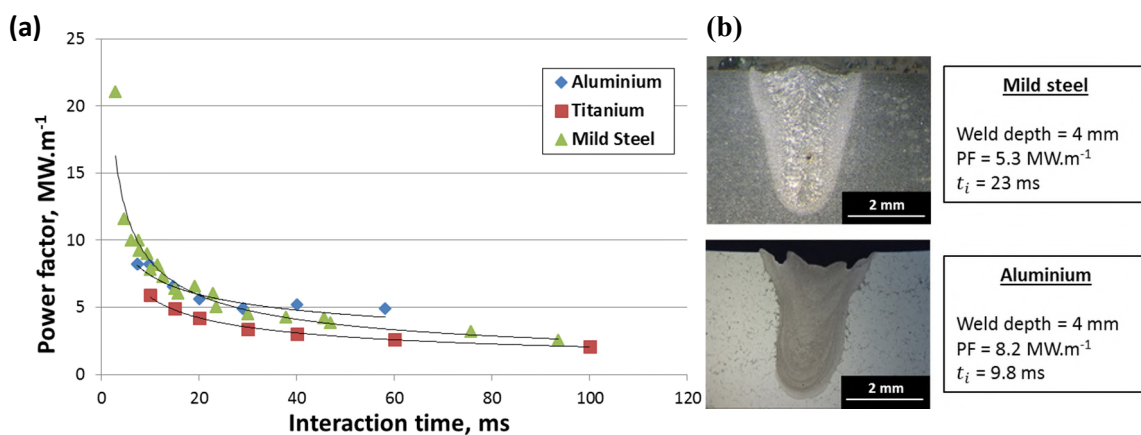 (a)
25
20
15
10
5
0
Power factor, MW.m⁻¹
0 20 40 60 80 100 120
Interaction time, ms
Aluminium
Titanium
Mild Steel
(b)
2 mm
Mild steel
Weld depth = 4 mm
PF = 5.3 MW.m⁻¹
tᵢ = 23 ms
2 mm
Aluminium
Weld depth = 4 mm
PF = 8.2 MW.m⁻¹
tᵢ = 9.8 ms